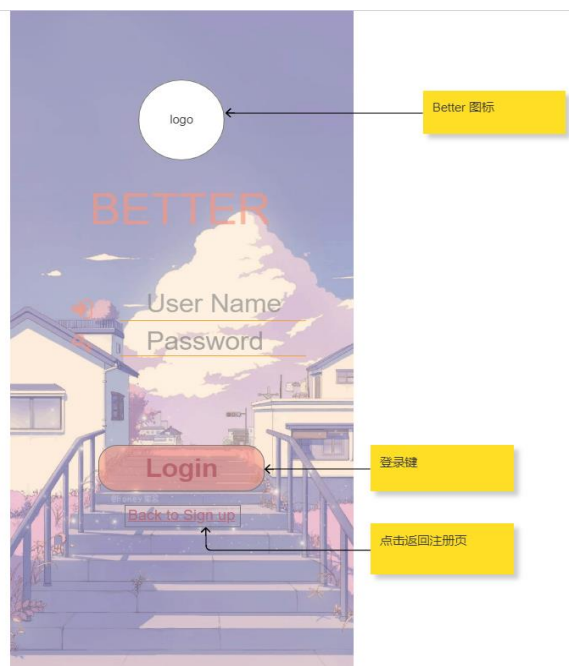 logo
Better 图标
BETTER
User Name
Password
Login
登录键
Back to Sign up
点击返回注册页